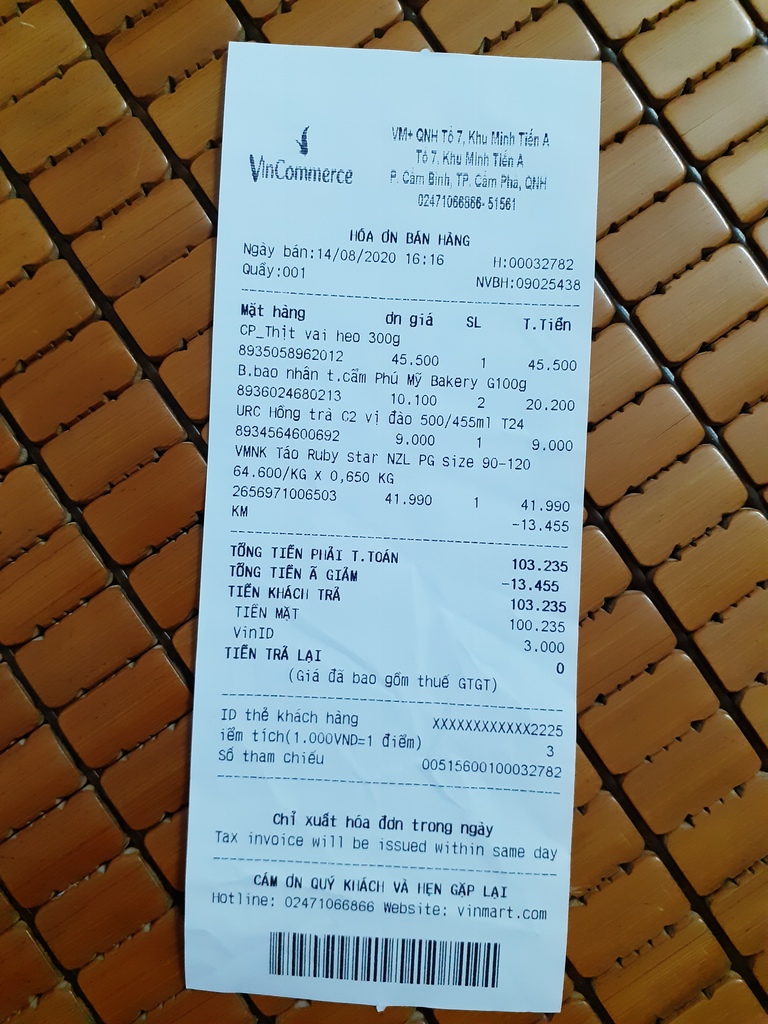 VinCommerce
VM+ QNH Tổ 7, Khu Minh Tiến A
Tổ 7, Khu Minh Tiến A
P. Cẩm Bình, TP. Cẩm Phả, QNH
02471066866-51561
HÓA ƠN BÁN HÀNG
Ngày bán:14/08/2020 16:16 H:00032782
Quầy:001 NVBH:09025438
Mặt hàng ơn giá SL T.Tiền
CP_Thịt vai heo 300g
8935058962012 45.500 1 45.500
B.bao nhân t.cẩm Phú Mỹ Bakery G100g
8936024680213 10.100 2 20.200
URC Hồng trà C2 vị đào 500/455ml T24
8934564600692 9.000 1 9.000
VMNK Táo Ruby star NZL PG size 90-120
64.600/KG X 0,650 KG
2656971006503 41.990 1 41.990
KM -13.455
TỔNG TIỀN PHẢI T.TOÁN 103.235
TỔNG TIỀN Ã GIẢM -13.455
TIỀN KHÁCH TRẢ 103.235
TIỀN MẶT 100.235
VinID 3.000
TIỀN TRẢ LẠI 0
(Giá đã bao gồm thuế GTGT)
ID thẻ khách hàng XXXXXXXXXXXX2225
iểm tích(1.000VND=1 điểm) 3
Số tham chiếu 00515600100032782
Chỉ xuất hóa đơn trong ngày
Tax invoice will be issued within same day
CẢM ƠN QUÝ KHÁCH VÀ HẸN GẶP LẠI
Hotline: 02471066866 Website: vinmart.com